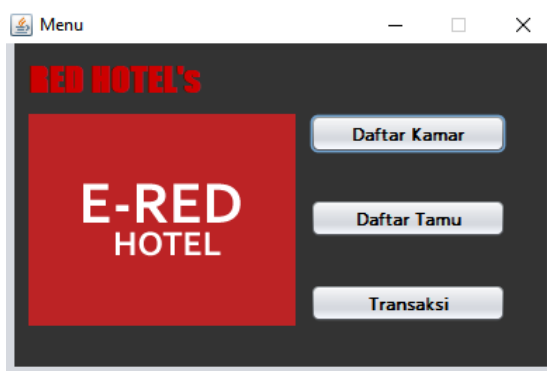 Menu
RED HOTEL's
E-RED
HOTEL
Daftar Kamar
Daftar Tamu
Transaksi